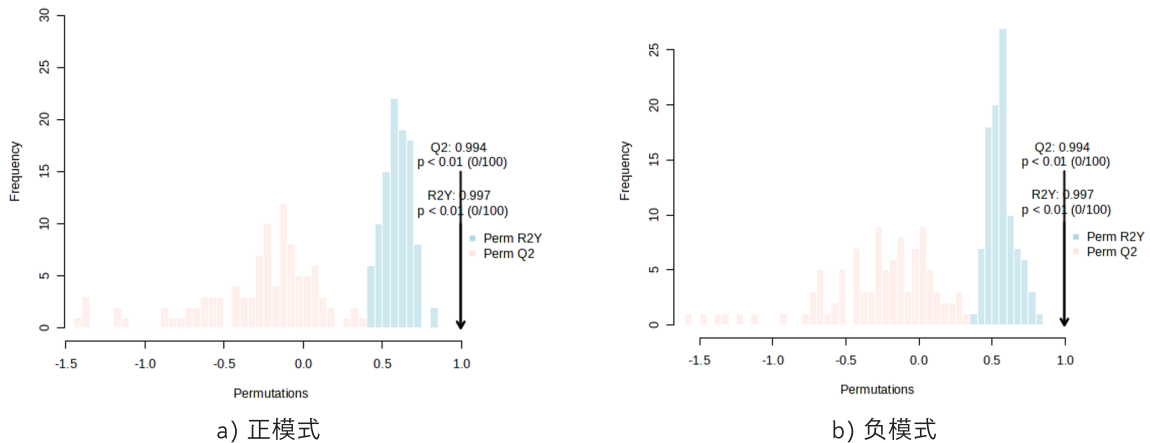 30
25
20
15
10
5
0
Frequency
Q2: 0.994
p < 0.01 (0/100)
R2Y: 0.997
p < 0.01 (0/100)
Perm R2Y
Perm Q2
-1.5 -1.0 -0.5 0.0 0.5 1.0
Permutations
a) 正模式
25
20
15
10
5
0
Frequency
Q2: 0.994
p < 0.01 (0/100)
R2Y: 0.997
p < 0.01 (0/100)
Perm R2Y
Perm Q2
-1.5 -1.0 -0.5 0.0 0.5 1.0
Permutations
b) 负模式